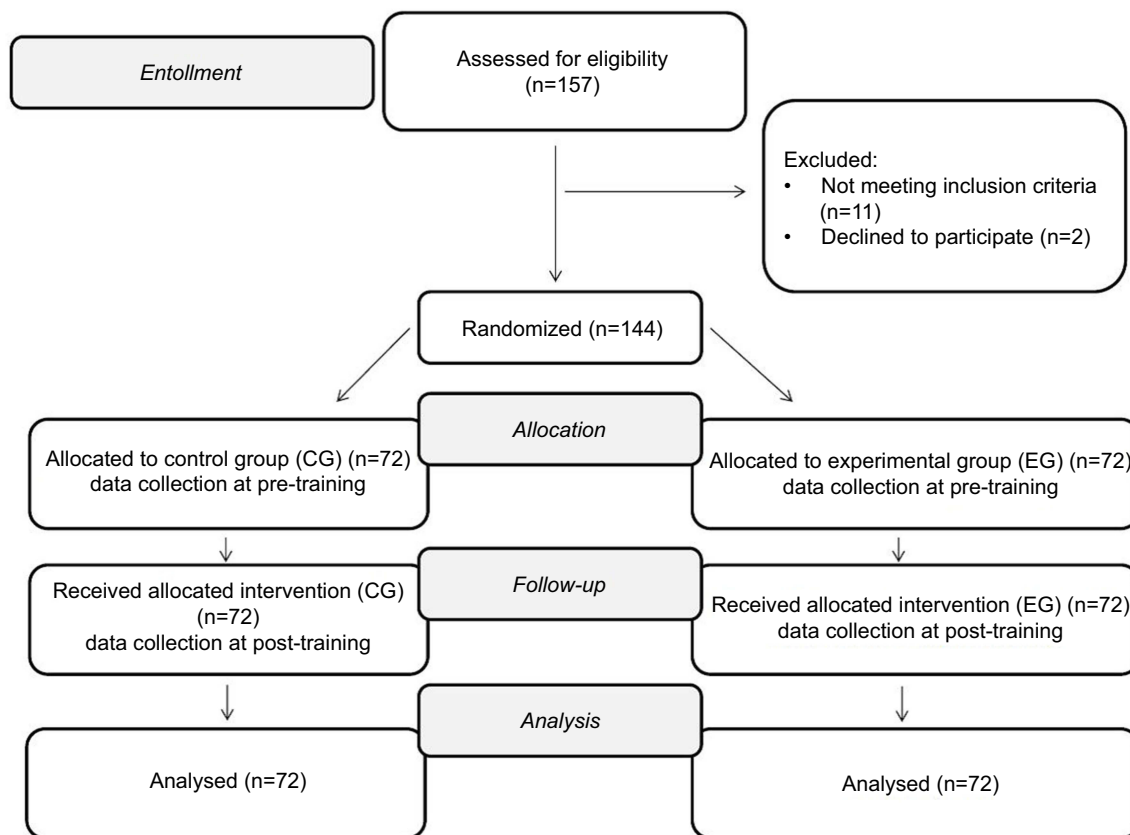 Entollment
Assessed for eligibility
(n=157)
Excluded:
• Not meeting inclusion criteria
(n=11)
• Declined to participate (n=2)
Randomized (n=144)
Allocation
Allocated to control group (CG) (n=72)
data collection at pre-training
Allocated to experimental group (EG) (n=72)
data collection at pre-training
Follow-up
Received allocated intervention (CG)
(n=72)
data collection at post-training
Received allocated intervention (EG) (n=72)
data collection at post-training
Analysis
Analysed (n=72)
Analysed (n=72)